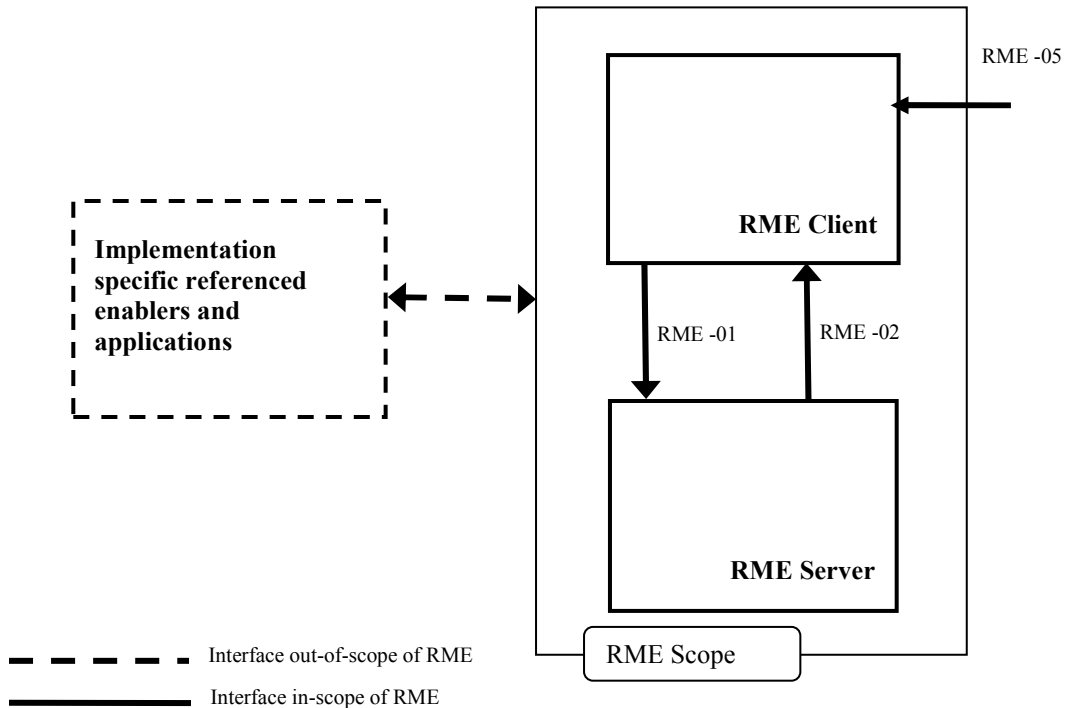 RME -05
RME Client
Implementation
specific referenced
enablers and
applications
RME -01
RME -02
RME Server
RME Scope
Interface out-of-scope of RME
Interface in-scope of RME